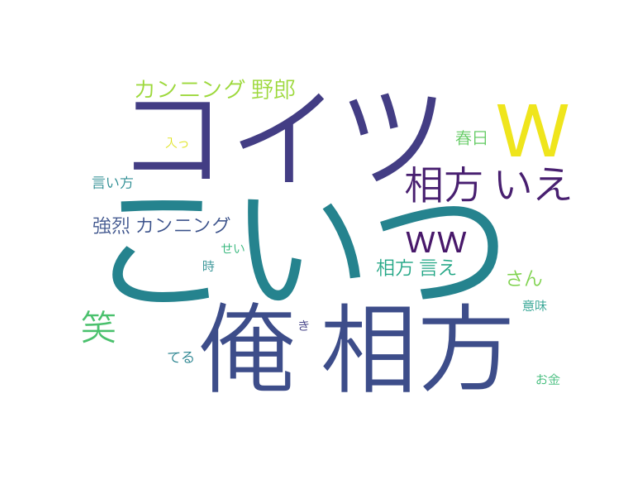 カンニング 野郎
コイツ
w
入っ
春日
言い方
相方 いえ
こいつ
強烈 カンニング
ww
せい
時
相方 言え
さん
笑
俺 相方
意味
き
てる
お金